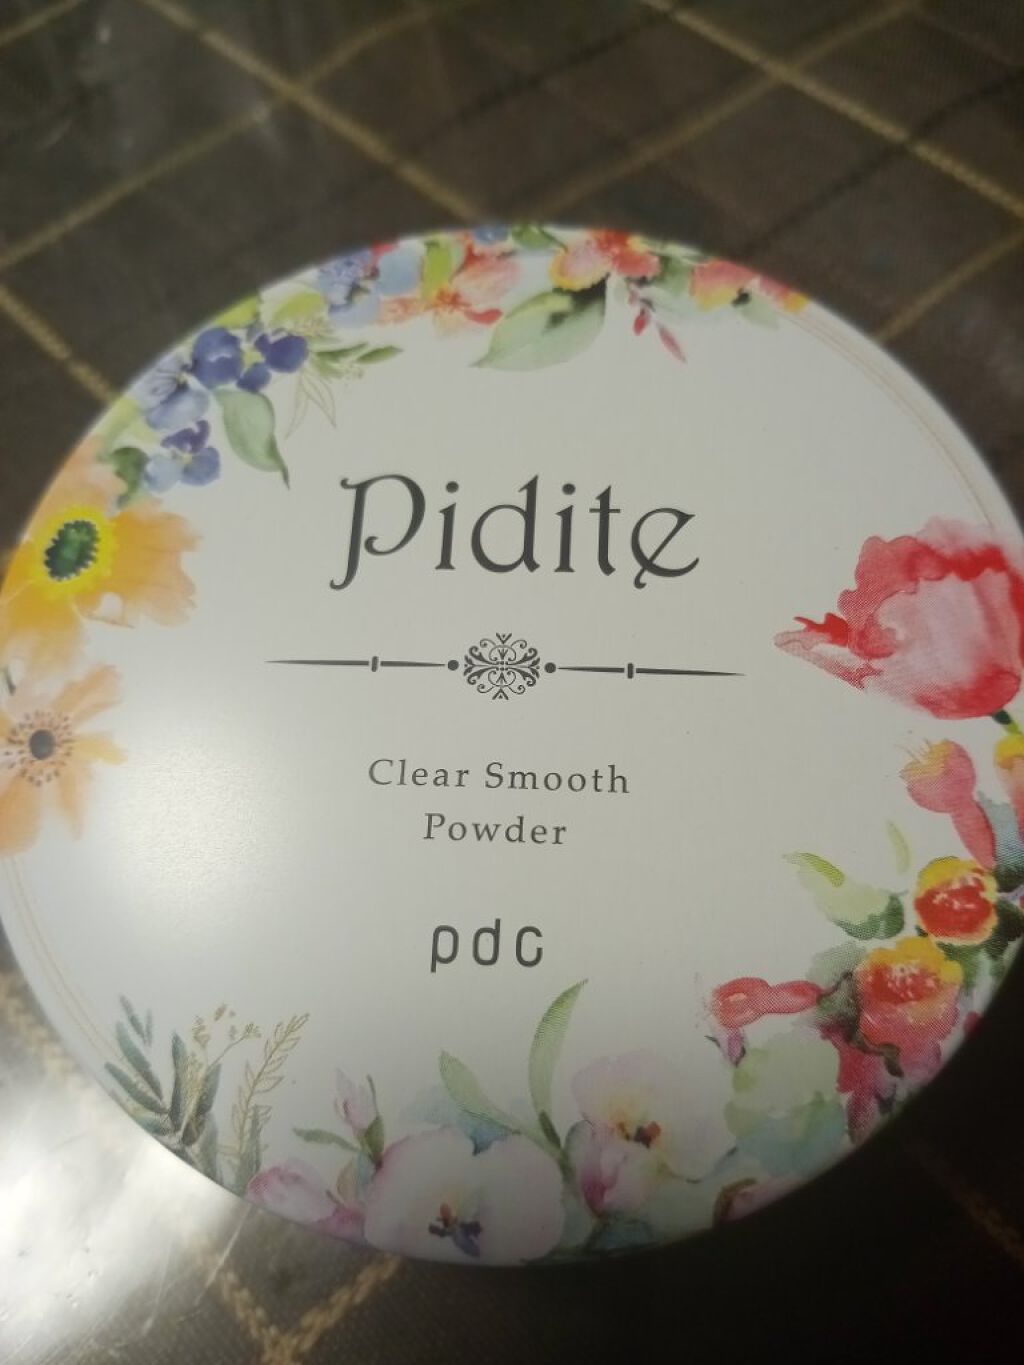 Pidite
Clear Smooth
Powder
pdc